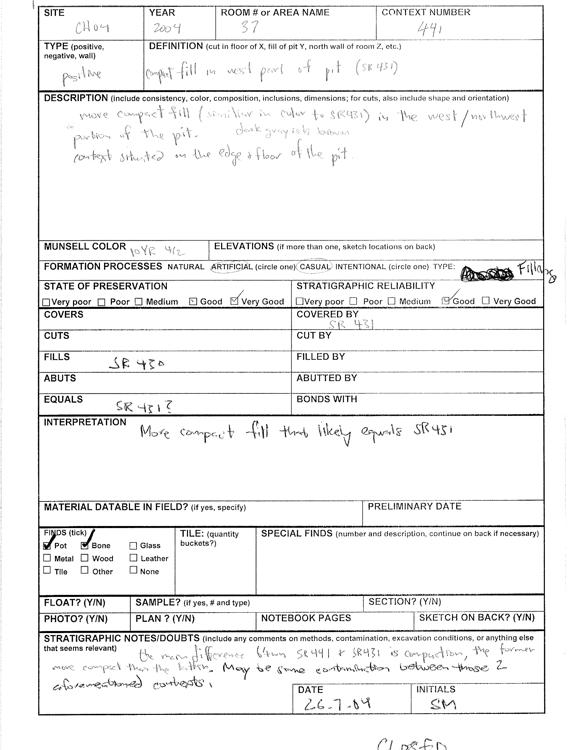 SITE YEAR ROOM # or AREA NAME CONTEXT NUMBER
CH04 2004 37 441
TYPE (positive, negative, wall) DEFINITION (cut in floor of X, fill of pit Y, north wall of room Z, etc.)
positive compact fill in west part of pit (SR 431)
DESCRIPTION (include consistency, color, composition, inclusions, dimensions; for cuts, also include shape and orientation)
more compact fill (similar in color to SR431) in the west/northwest
portion of the pit. dark grayish brown
context situated on the edge & floor of the pit.
MUNSELL COLOR 10YR 4/2 ELEVATIONS (if more than one, sketch locations on back)
FORMATION PROCESSES NATURAL ARTIFICIAL (circle one) CASUAL INTENTIONAL (circle one) TYPE: Filling
STATE OF PRESERVATION STRATIGRAPHIC RELIABILITY
Very poor Poor Medium Good Very Good Very poor Poor Medium Good Very Good
COVERS COVERED BY
SR 431
CUTS CUT BY
FILLS SR 430 FILLED BY
ABUTS ABUTTED BY
EQUALS SR 431? BONDS WITH
INTERPRETATION
More compact fill that likely equals SR431
MATERIAL DATABLE IN FIELD? (if yes, specify) PRELIMINARY DATE
FINDS (tick) TILE: (quantity buckets?) SPECIAL FINDS (number and description, continue on back if necessary)
Pot Bone Glass
Metal Wood Leather
Tile Other None
FLOAT? (Y/N) SAMPLE? (if yes, # and type) SECTION? (Y/N)
PHOTO? (Y/N) PLAN ? (Y/N) NOTEBOOK PAGES SKETCH ON BACK? (Y/N)
STRATIGRAPHIC NOTES/DOUBTS (include any comments on methods, contamination, excavation conditions, or anything else that seems relevant)
the main difference btwn SR441 & SR431 is compaction, the former
more compact than the latter. May be some contamination between those 2
aforementioned contexts.
DATE INITIALS
26.7.04 SM
CLOSED